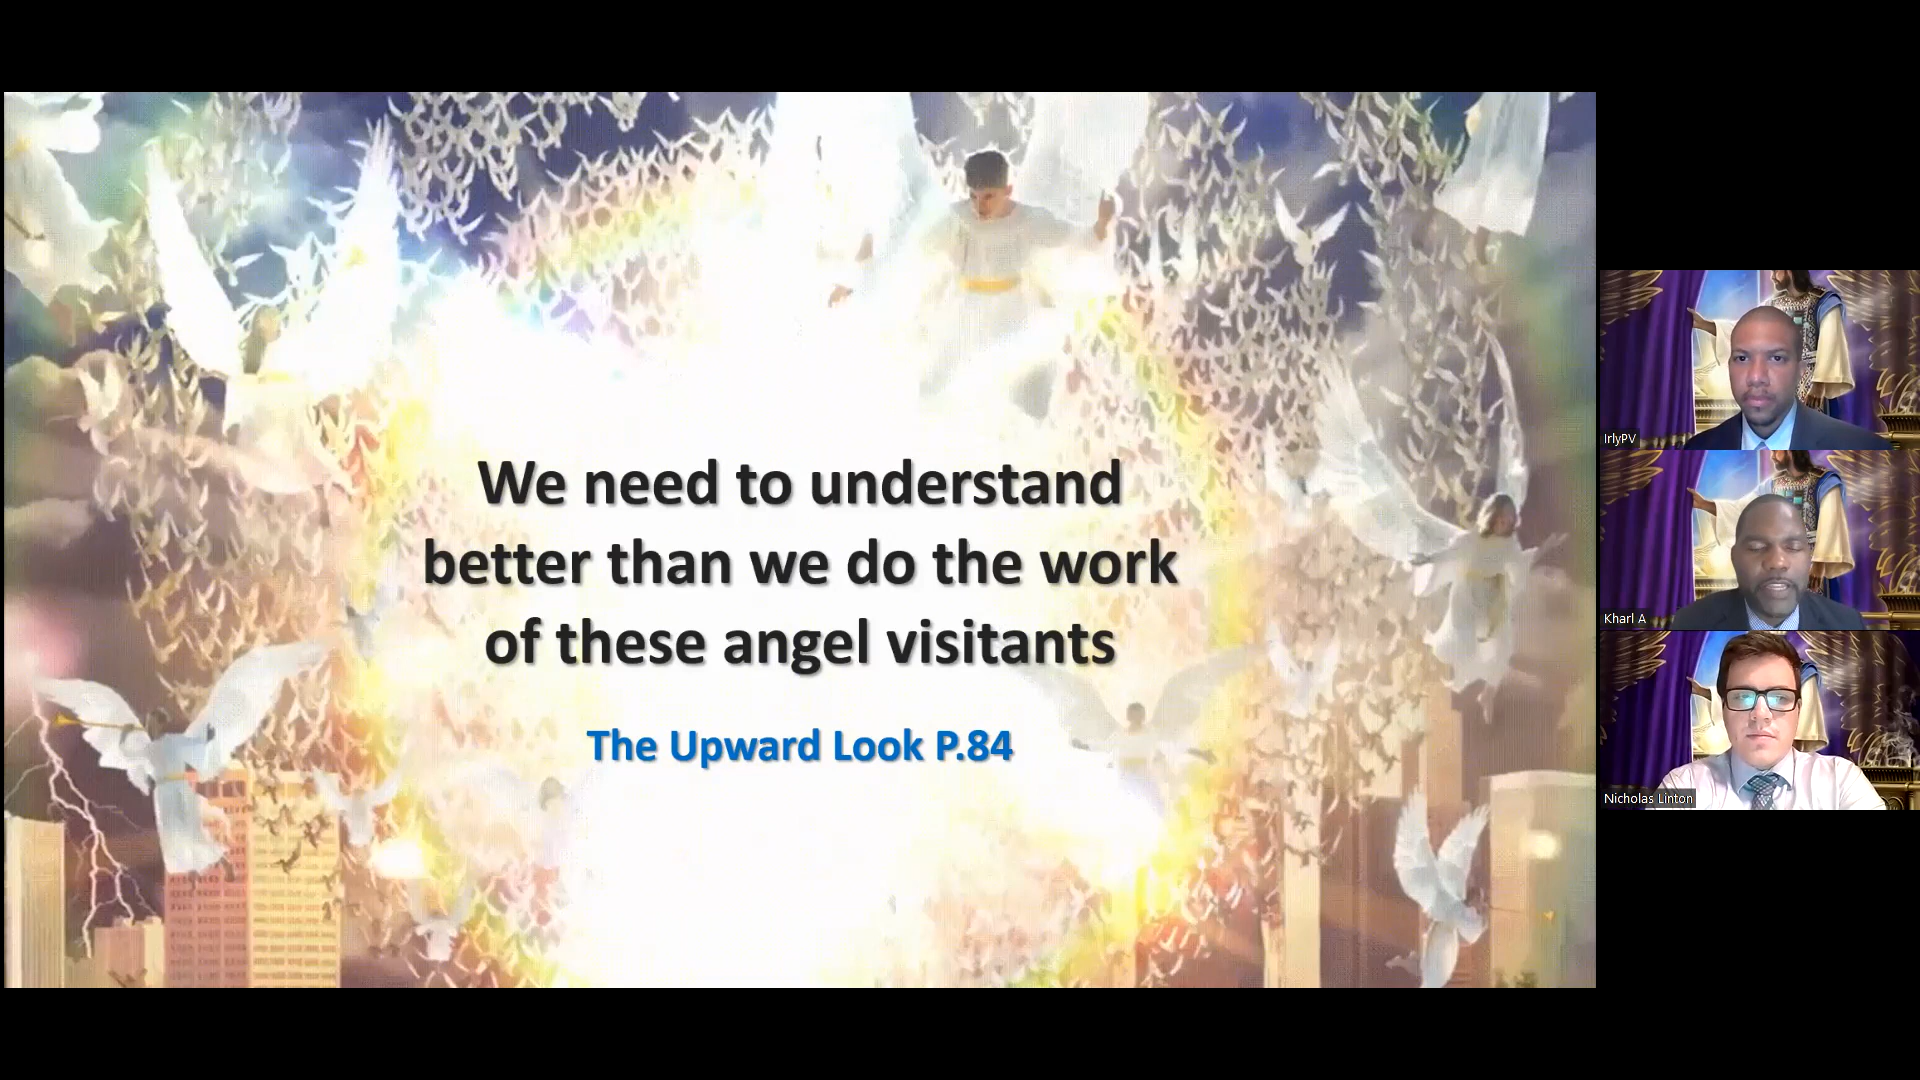 We need to understand
better than we do the work
of these angel visitants
The Upward Look P.84
IrlyPV
Kharl A
Nicholas Linton